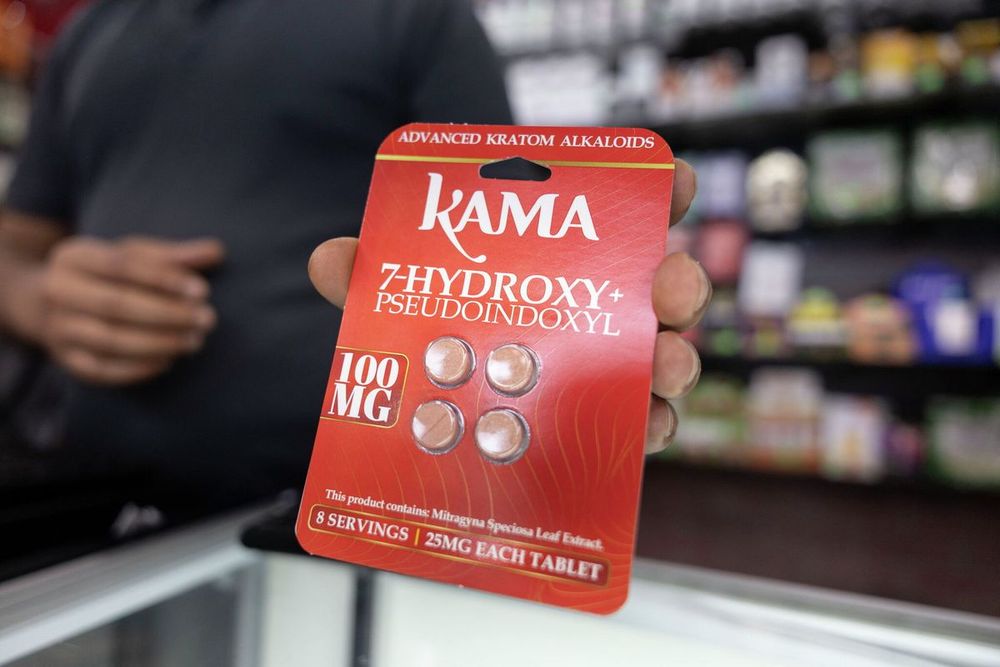 ADVANCED KRATOM ALKALOIDS
KAMA
7-HYDROXY+
PSEUDOINDOXYL
100
MG
This product contains: Mitragyna Speciosa Leaf Extract.
8 SERVINGS | 25MG EACH TABLET